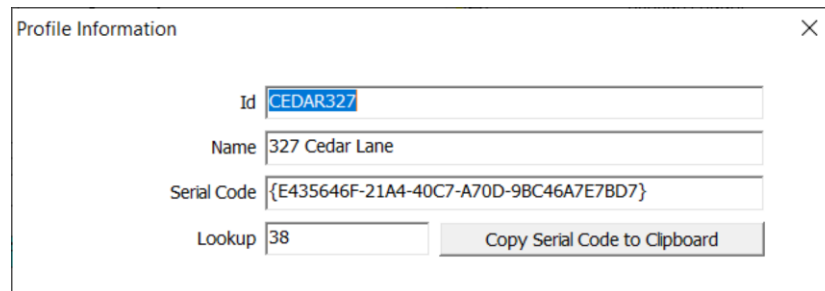 Profile Information
Id CEDAR327
Name 327 Cedar Lane
Serial Code {E435646F-21A4-40C7-A70D-9BC46A7E7BD7}
Lookup 38 Copy Serial Code to Clipboard